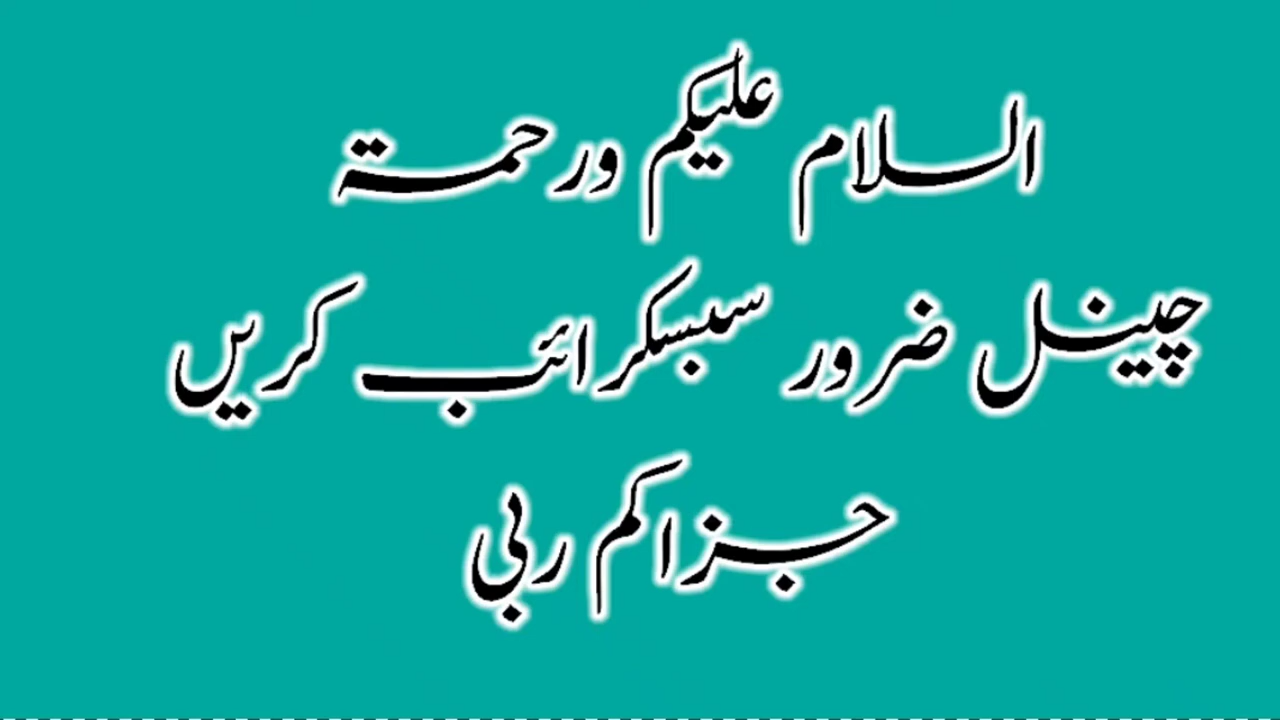 السلام علیکم ورحمۃ
چینل ضرور سبسکرائب کریں
جزاکم ربی